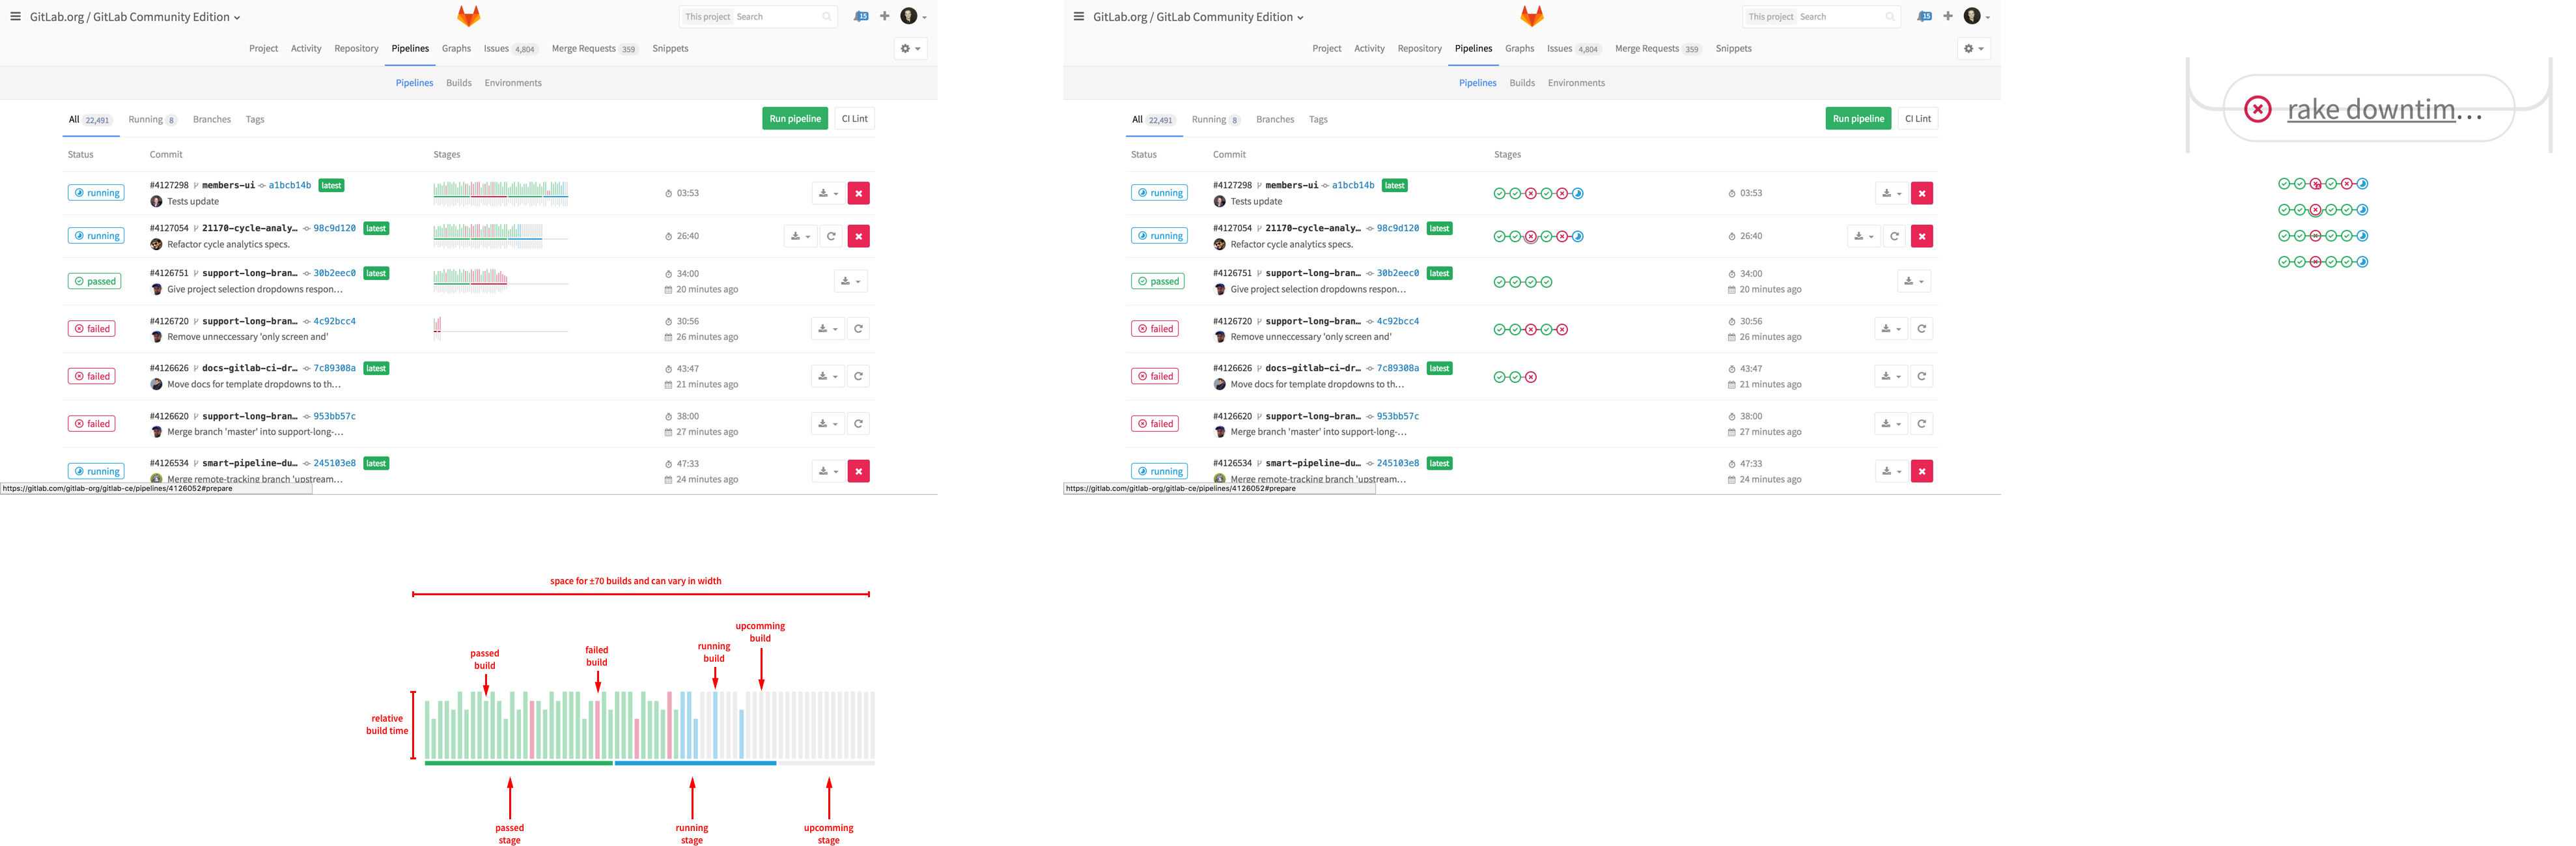 GitLab.org / GitLab Community Edition
This project Search
15
Project Activity Repository Pipelines Graphs Issues 4,804 Merge Requests 359 Snippets
Pipelines Builds Environments
All 22,491 Running 8 Branches Tags
Run pipeline CI Lint
Status Commit Stages
running #4127298 members-ui a1bcb14b latest
Tests update
03:53
running #4127054 21170-cycle-analy… 98c9d120 latest
Refactor cycle analytics specs.
26:40
passed #4126751 support-long-bran… 30b2eec0 latest
Give project selection dropdowns respon…
34:00
20 minutes ago
failed #4126720 support-long-bran… 4c92bcc4
Remove unneccessary 'only screen and'
30:56
26 minutes ago
failed #4126626 docs-gitlab-ci-dr… 7c89308a latest
Move docs for template dropdowns to th…
43:47
21 minutes ago
failed #4126620 support-long-bran… 953bb57c
Merge branch 'master' into support-long-…
38:00
27 minutes ago
running #4126534 smart-pipeline-du… 245103e8 latest
Merge remote-tracking branch 'upstream…
47:33
24 minutes ago
https://gitlab.com/gitlab-org/gitlab-ce/pipelines/4126052#prepare
GitLab.org / GitLab Community Edition
This project Search
15
Project Activity Repository Pipelines Graphs Issues 4,804 Merge Requests 359 Snippets
Pipelines Builds Environments
All 22,491 Running 8 Branches Tags
Run pipeline CI Lint
Status Commit Stages
running #4127298 members-ui a1bcb14b latest
Tests update
03:53
running #4127054 21170-cycle-analy… 98c9d120 latest
Refactor cycle analytics specs.
26:40
passed #4126751 support-long-bran… 30b2eec0 latest
Give project selection dropdowns respon…
34:00
20 minutes ago
failed #4126720 support-long-bran… 4c92bcc4
Remove unneccessary 'only screen and'
30:56
26 minutes ago
failed #4126626 docs-gitlab-ci-dr… 7c89308a latest
Move docs for template dropdowns to th…
43:47
21 minutes ago
failed #4126620 support-long-bran… 953bb57c
Merge branch 'master' into support-long-…
38:00
27 minutes ago
running #4126534 smart-pipeline-du… 245103e8 latest
Merge remote-tracking branch 'upstream…
47:33
24 minutes ago
https://gitlab.com/gitlab-org/gitlab-ce/pipelines/4126052#prepare
rake downtim…
space for ±70 builds and can vary in width
passed
build
failed
build
running
build
upcomming
build
relative
build time
passed
stage
running
stage
upcomming
stage